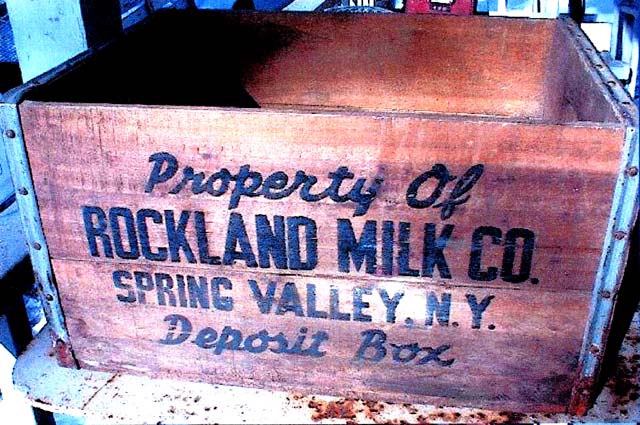 Property Of
ROCKLAND MILK CO.
SPRING VALLEY, N.Y.
Deposit Box